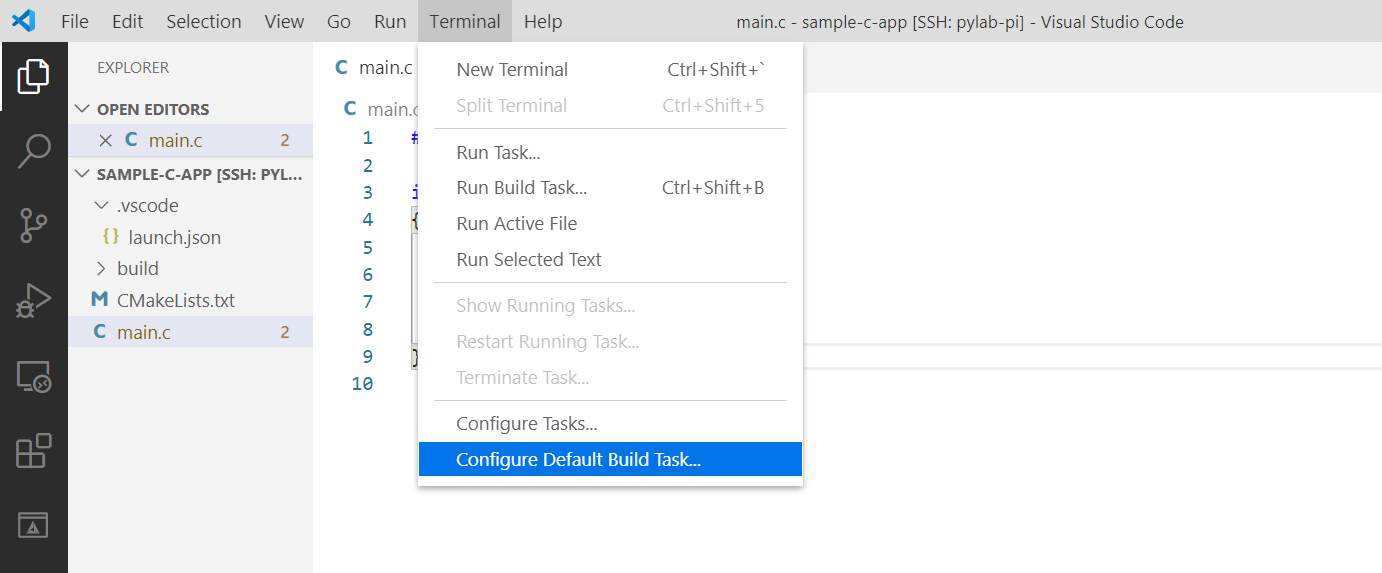 File Edit Selection View Go Run Terminal Help main.c - sample-c-app [SSH: pylab-pi] - Visual Studio Code
EXPLORER
OPEN EDITORS
C main.c 2
SAMPLE-C-APP [SSH: PYL...
.vscode
{} launch.json
build
M CMakeLists.txt
C main.c 2
C main.c
C main.c
1 #
2
3 i
4 {
5
6
7
8
9 }
10
New Terminal Ctrl+Shift+`
Split Terminal Ctrl+Shift+5
Run Task...
Run Build Task... Ctrl+Shift+B
Run Active File
Run Selected Text
Show Running Tasks...
Restart Running Task...
Terminate Task...
Configure Tasks...
Configure Default Build Task...